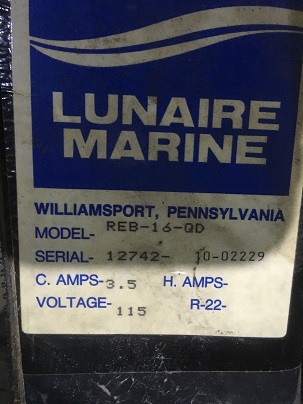 LUNAIRE
MARINE
WILLIAMSPORT, PENNSYLVANIA
MODEL- REB-16-QD
SERIAL- 12742- 10-02229
C. AMPS- 3.5 H. AMPS-
VOLTAGE- 115 R-22-